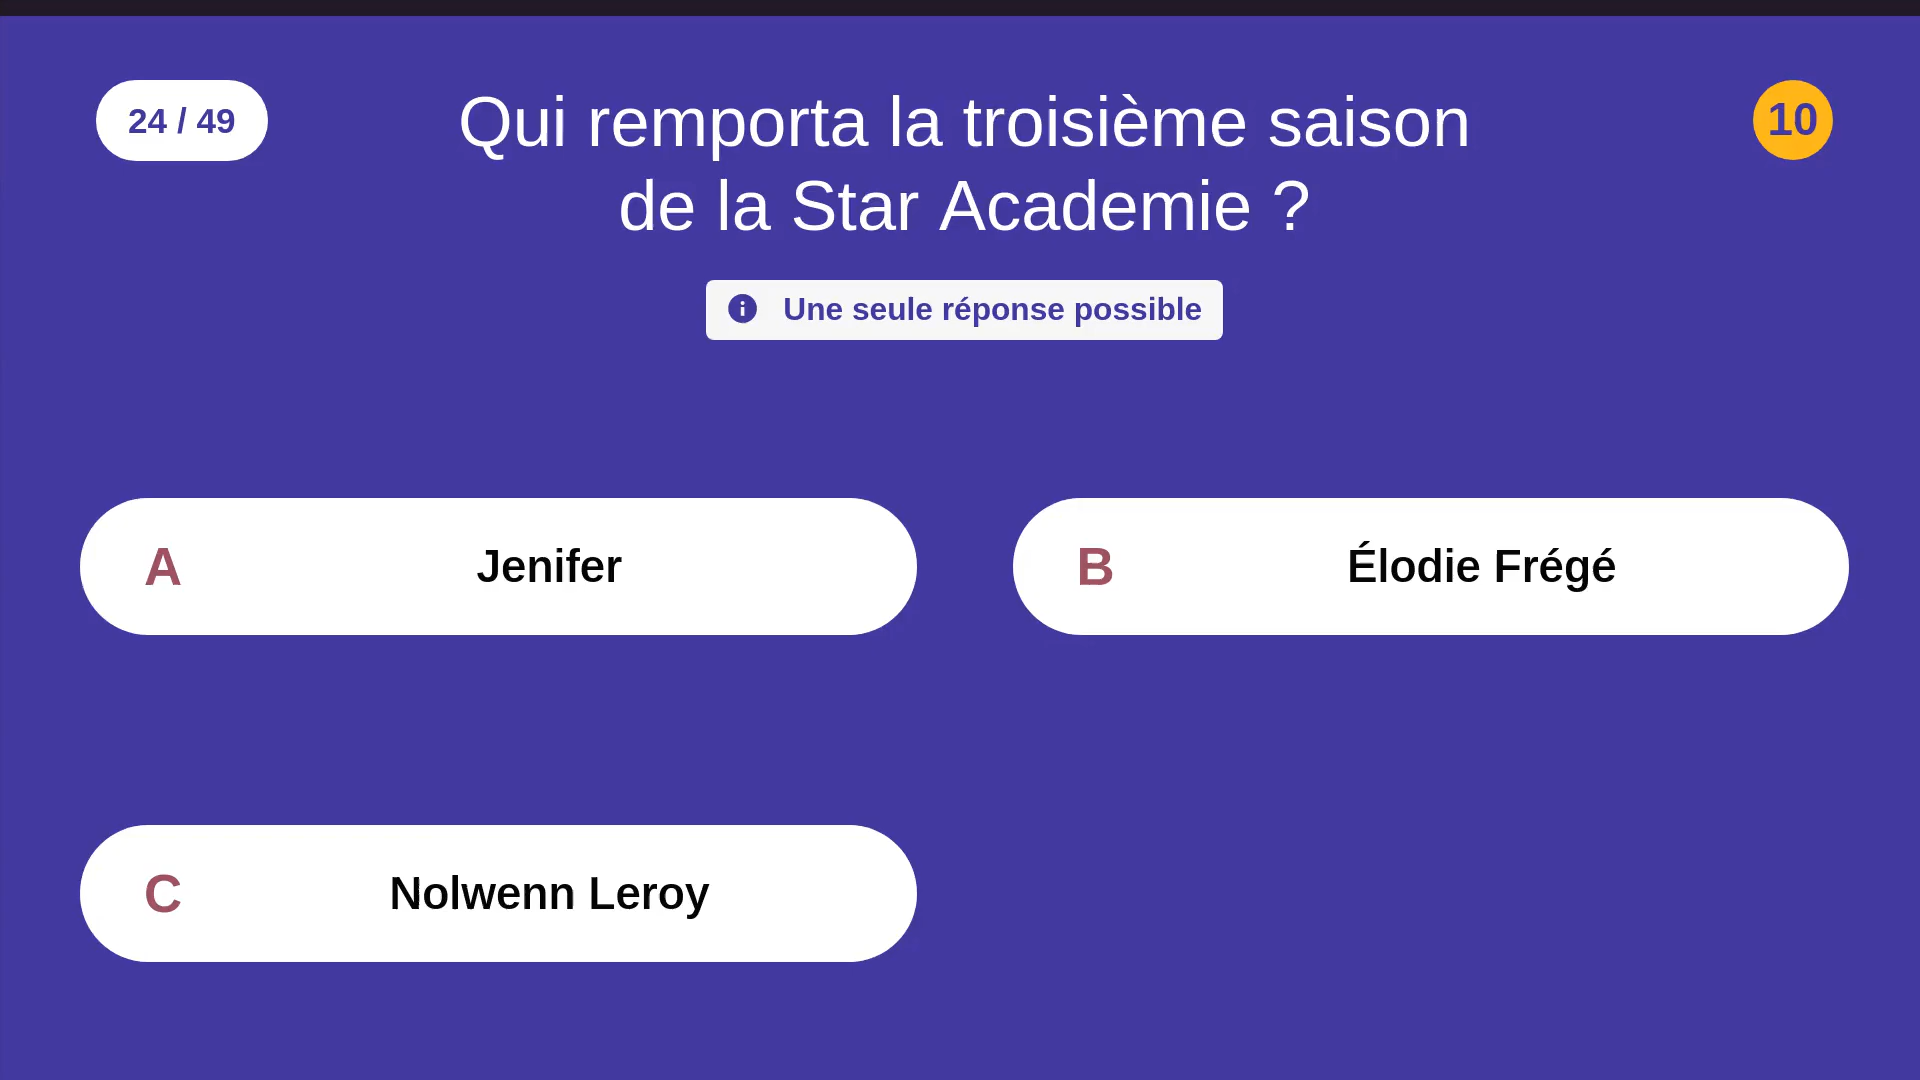 24 / 49
Qui remporta la troisième saison
de la Star Academie ?
10
Une seule réponse possible
A
Jenifer
B
Élodie Frégé
C
Nolwenn Leroy